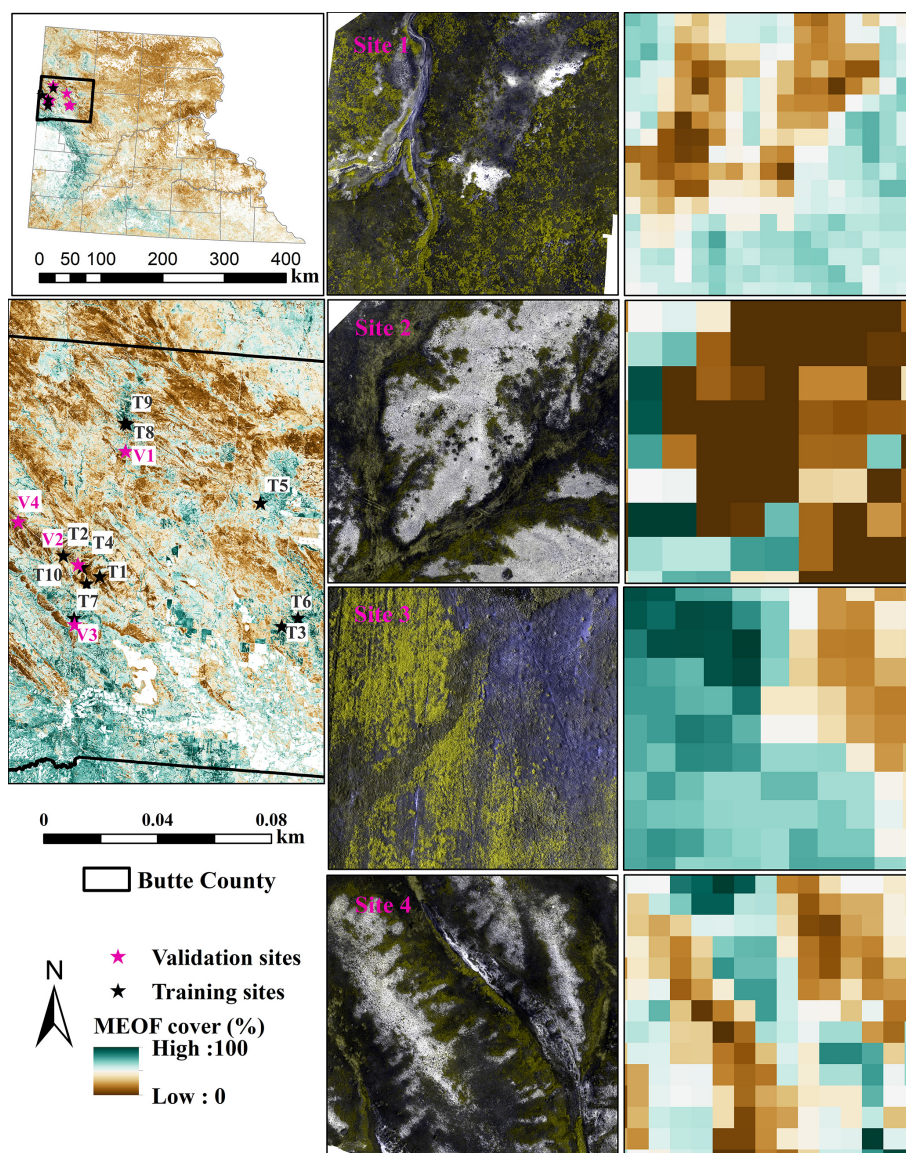 Site 1
0 50 100 200 300 400
km
Site 2
T9
T8
V1
T5
V4
T2
V2
T4
T10
T1
T7
T6
V3
T3
Site 3
0 0.04 0.08
km
Butte County
Site 4
N
Validation sites
Training sites
MEOF cover (%)
High :100
Low : 0